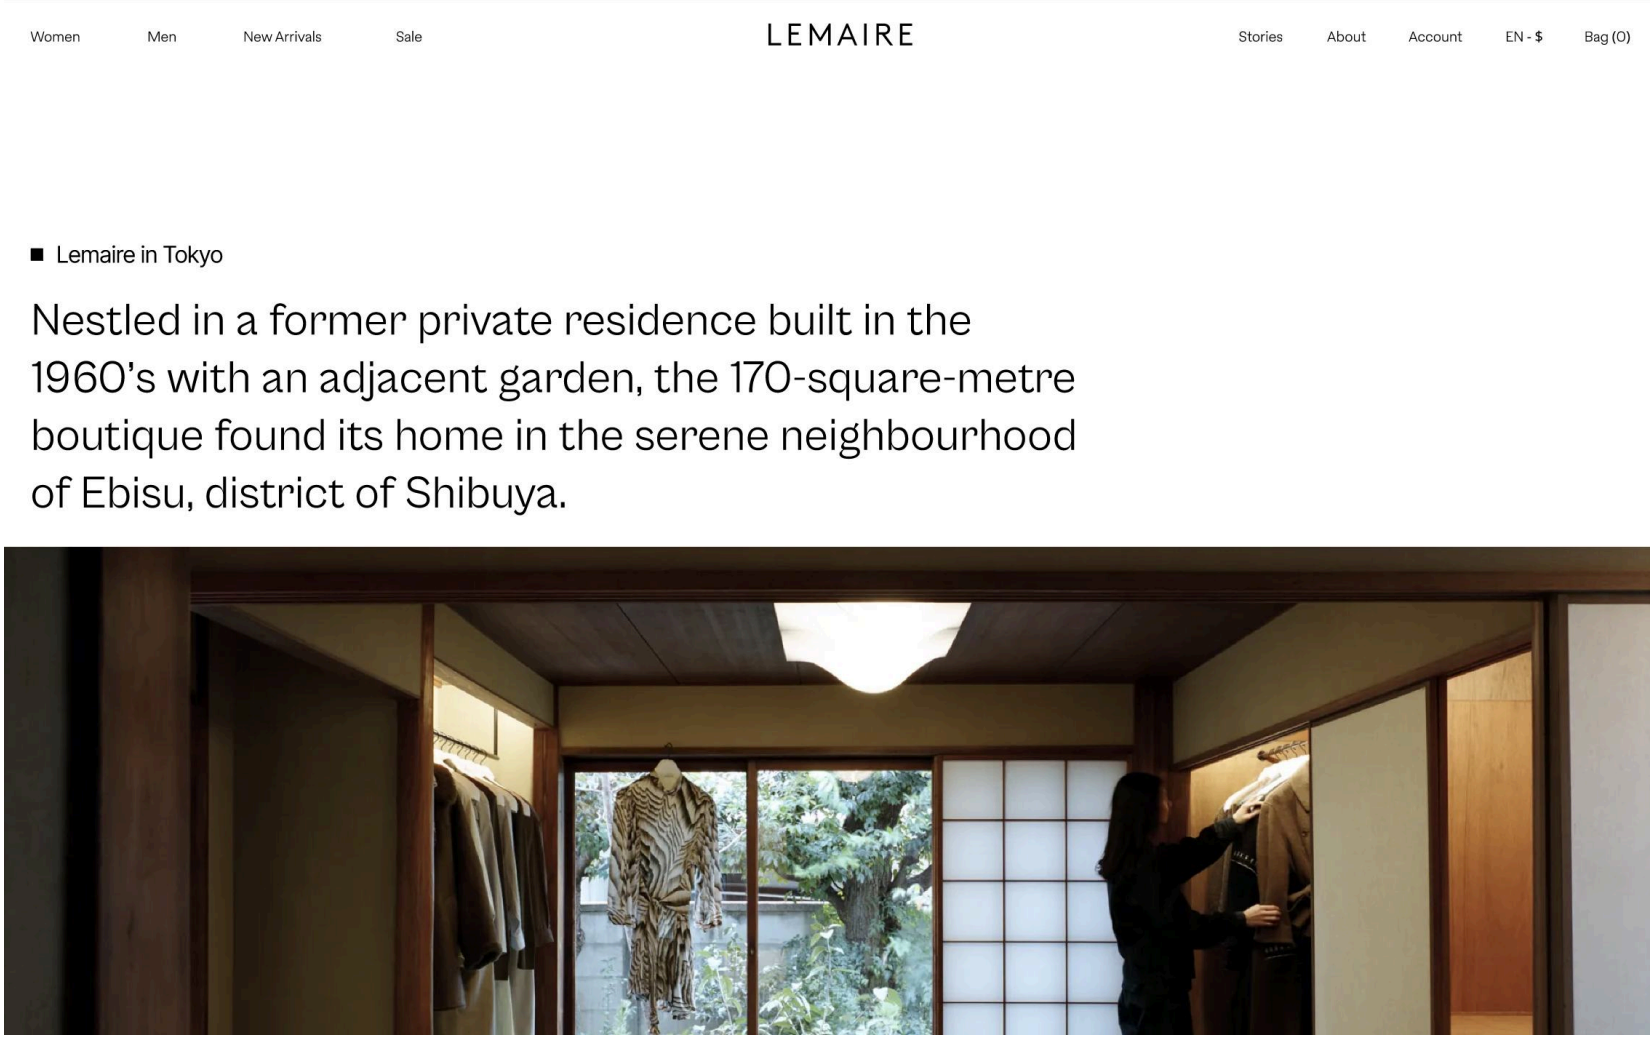 Women Men New Arrivals Sale LEMAIRE Stories About Account EN - $ Bag (0)
Lemaire in Tokyo
Nestled in a former private residence built in the
1960’s with an adjacent garden, the 170-square-metre
boutique found its home in the serene neighbourhood
of Ebisu, district of Shibuya.